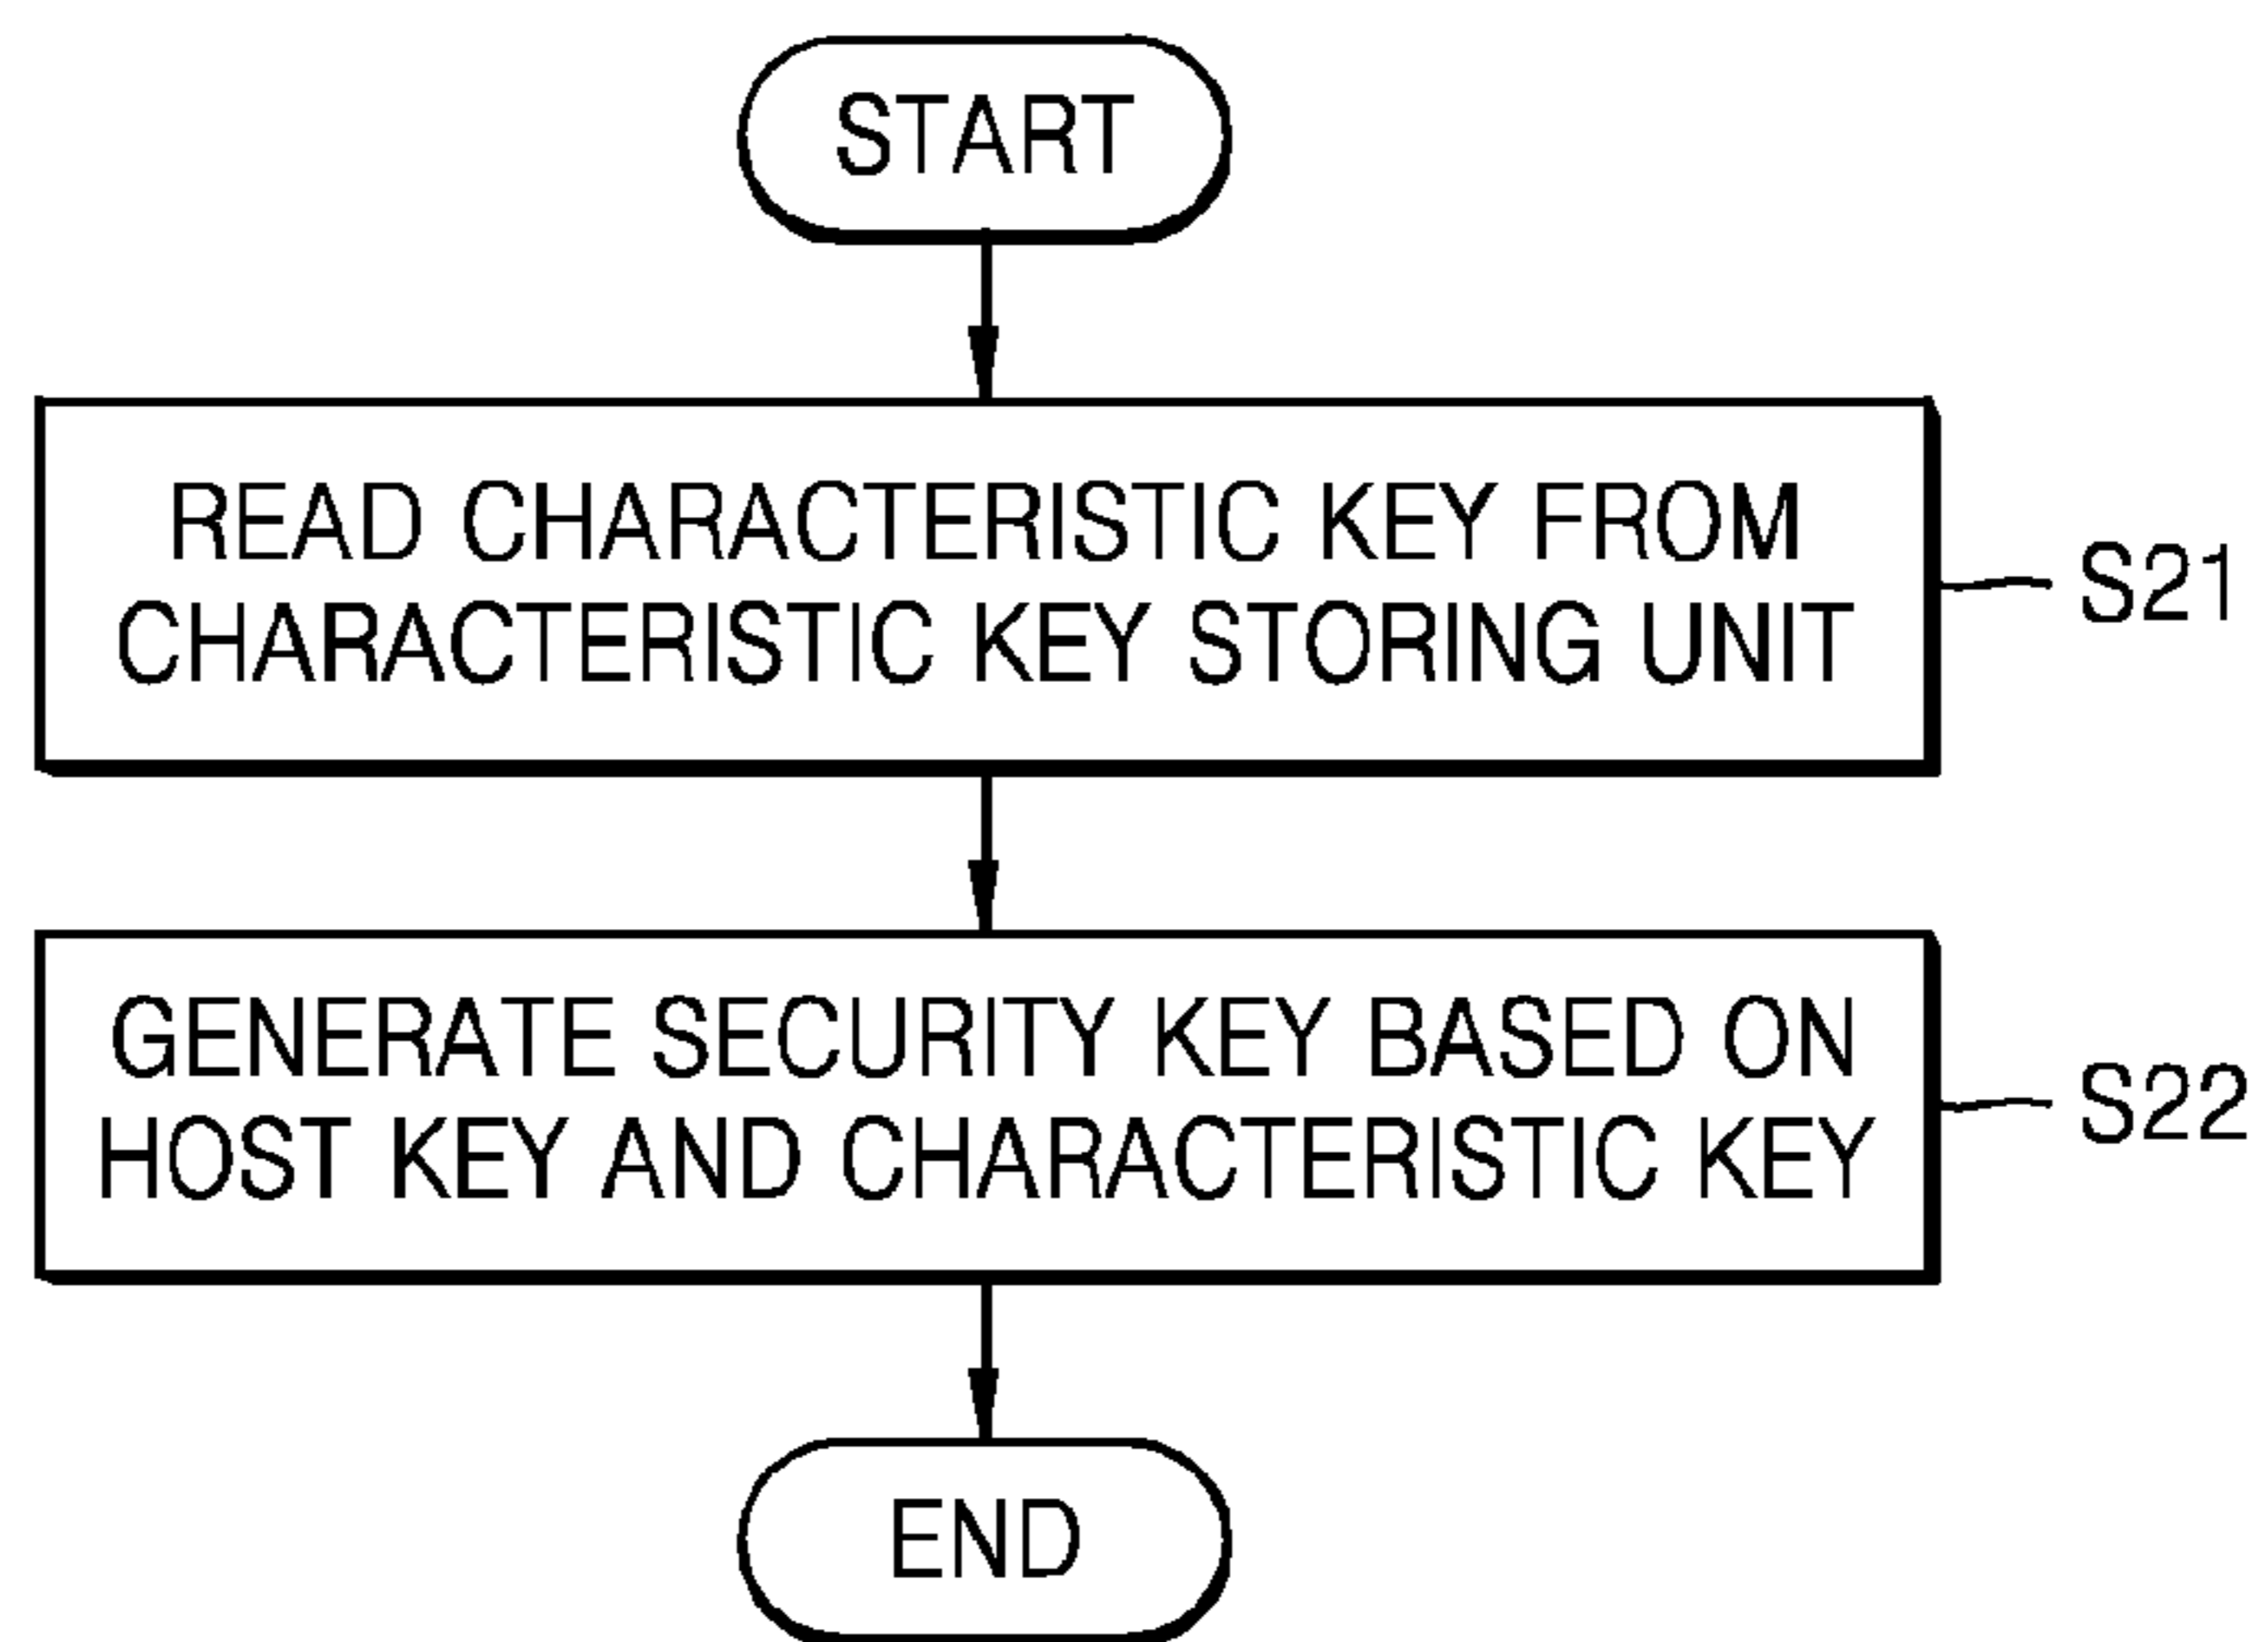 START
READ CHARACTERISTIC KEY FROM
CHARACTERISTIC KEY STORING UNIT
S21
GENERATE SECURITY KEY BASED ON
HOST KEY AND CHARACTERISTIC KEY
S22
END